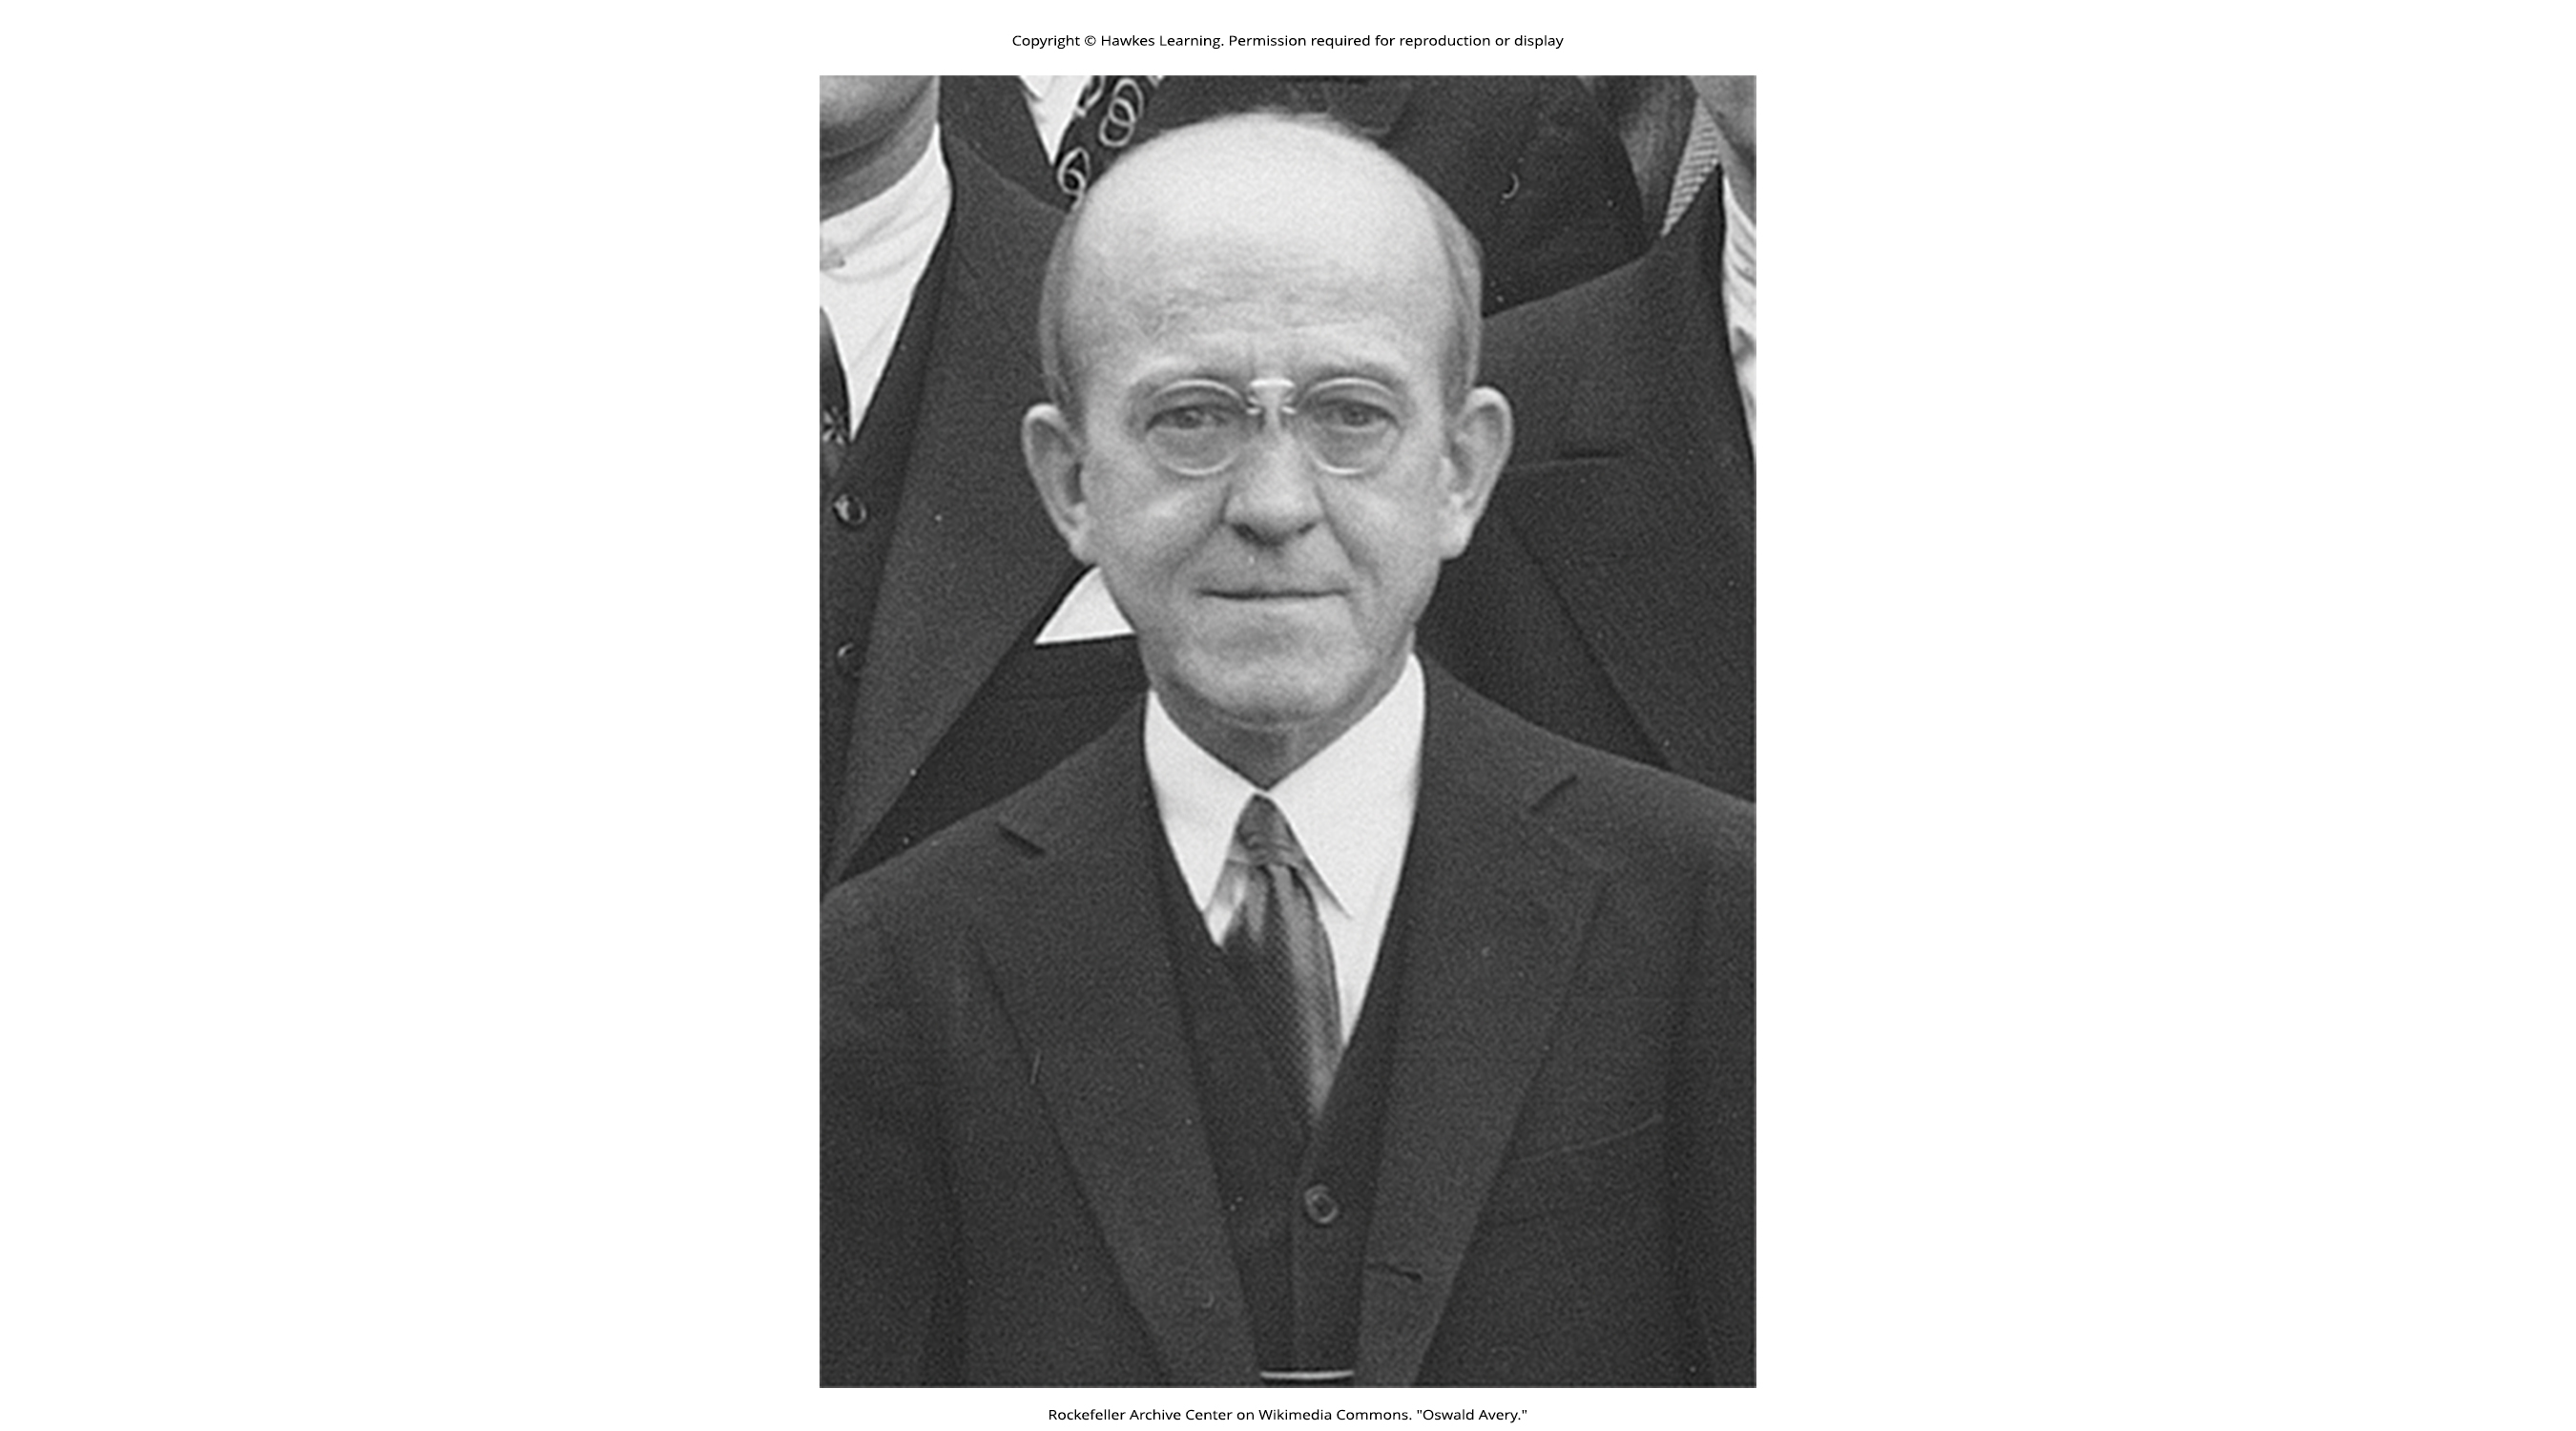 Copyright © Hawkes Learning. Permission required for reproduction or display
Rockefeller Archive Center on Wikimedia Commons. "Oswald Avery."